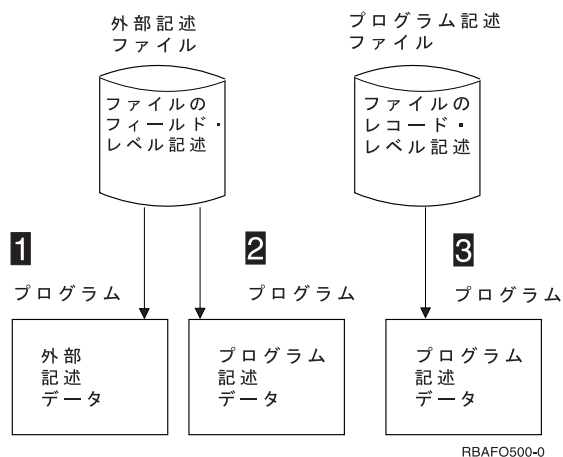 外部記述
ファイル
プログラム記述
ファイル
ファイルの
フィールド・
レベル記述
ファイルの
レコード・
レベル記述
1
2
3
プログラム
プログラム
プログラム
外部
記述
データ
プログラム
記述
データ
プログラム
記述
データ
RBAFO500-0